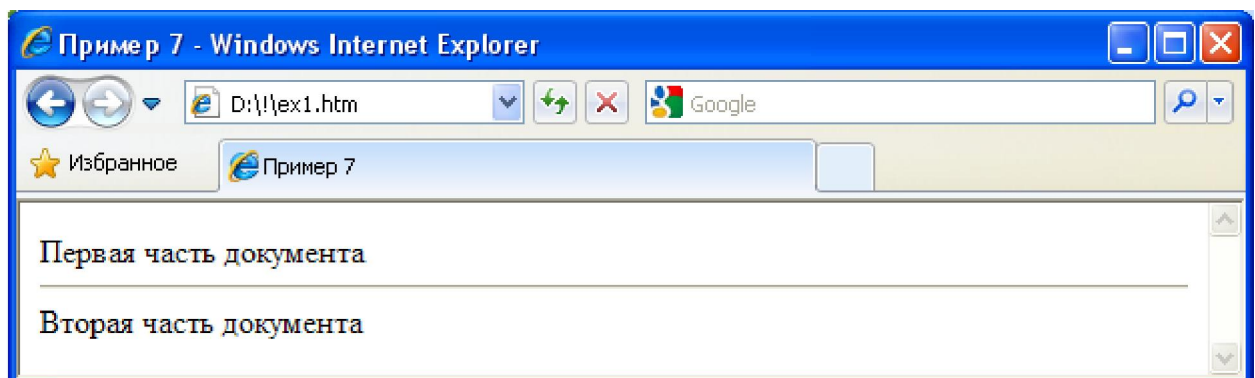 Пример 7 - Windows Internet Explorer
D:\!\ex1.htm
Google
Избранное
Пример 7
Первая часть документа
Вторая часть документа